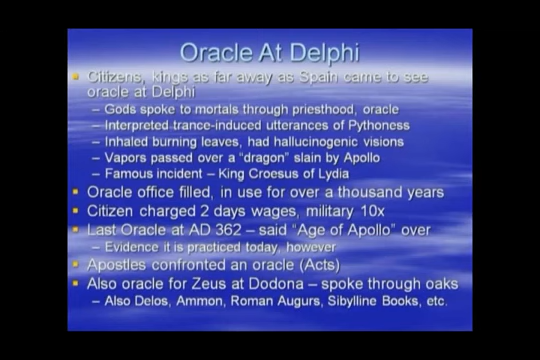 Oracle At Delphi
Citizens, kings as far away as Spain came to see
oracle at Delphi
– Gods spoke to mortals through priesthood, oracle
– Interpreted trance-induced utterances of Pythoness
– Inhaled burning leaves, had hallucinogenic visions
– Vapors passed over a “dragon” slain by Apollo
– Famous incident – King Croesus of Lydia
Oracle office filled, in use for over a thousand years
Citizen charged 2 days wages, military 10x
Last Oracle at AD 362 – said “Age of Apollo” over
– Evidence it is practiced today, however
Apostles confronted an oracle (Acts)
Also oracle for Zeus at Dodona – spoke through oaks
– Also Delos, Ammon, Roman Augurs, Sibylline Books, etc.